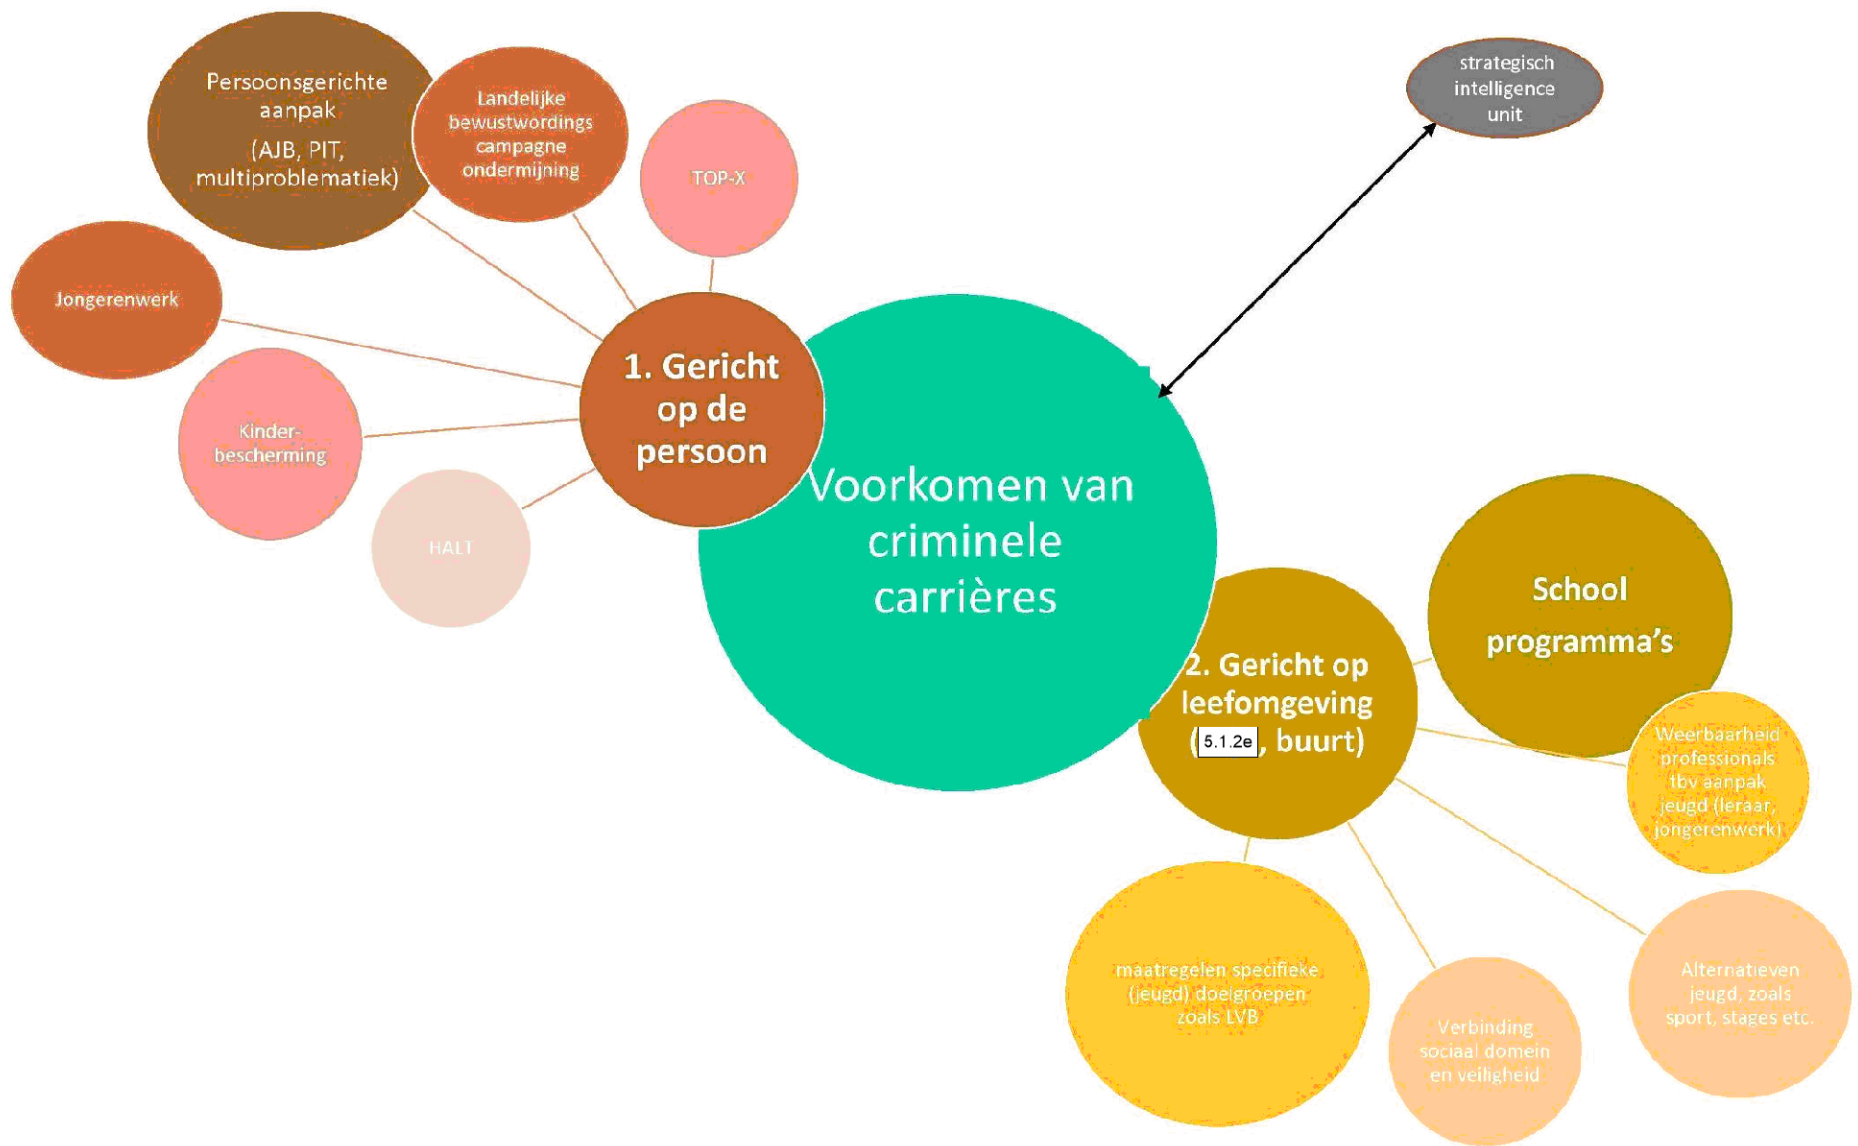 Persoonsgerichte
aanpak
(AJB, PIT,
multiproblematiek)
Landelijke
bewustwordings
campagne
ondermijning
TOP-X
strategisch
intelligence
unit
Jongerenwerk
Kinder-
bescherming
HALT
1. Gericht
op de
persoon
Voorkomen van
criminele
carrières
2. Gericht op
leefomgeving
(5.1.2e, buurt)
School
programma's
Weerbaarheid
professionals
tbv aanpak
jeugd (leraar,
jongerenwerk)
maatregelen specifieke
(jeugd) doelgroepen
zoals LVB
Verbinding
sociaal domein
en veiligheid
Alternatieven
jeugd, zoals
sport, stages etc.